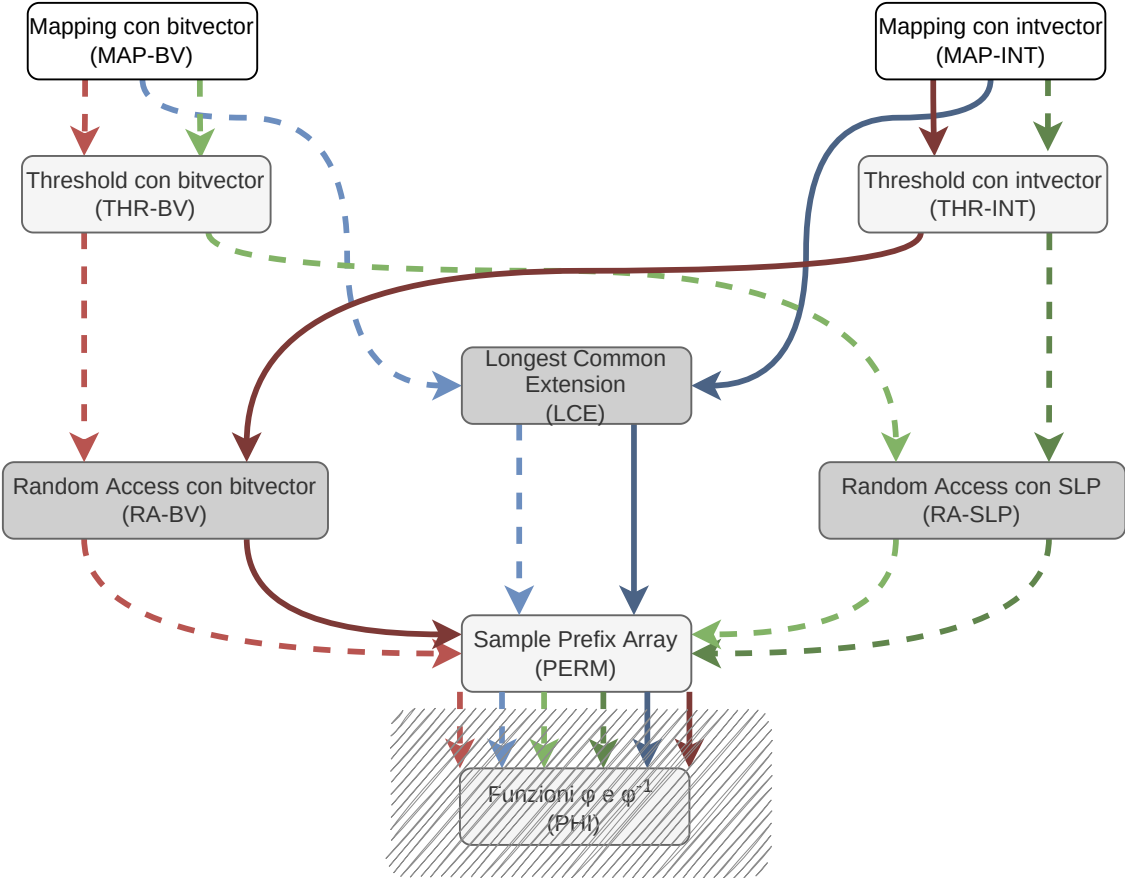 Mapping con bitvector
(MAP-BV)
Mapping con intvector
(MAP-INT)
Threshold con bitvector
(THR-BV)
Threshold con intvector
(THR-INT)
Longest Common
Extension
(LCE)
Random Access con bitvector
(RA-BV)
Random Access con SLP
(RA-SLP)
Sample Prefix Array
(PERM)
Funzioni φ e φ⁻¹
(PHI)